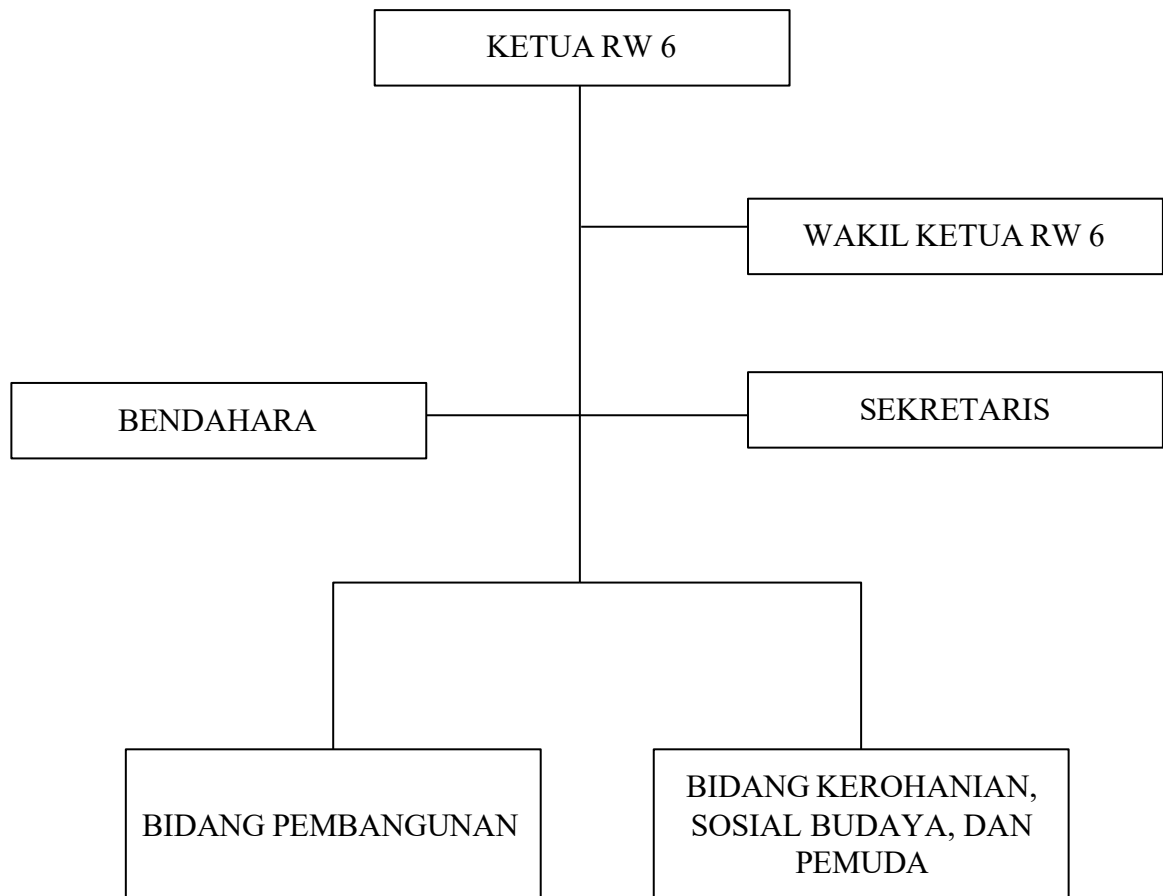 KETUA RW 6
WAKIL KETUA RW 6
BENDAHARA
SEKRETARIS
BIDANG PEMBANGUNAN
BIDANG KEROHANIAN,
SOSIAL BUDAYA, DAN
PEMUDA